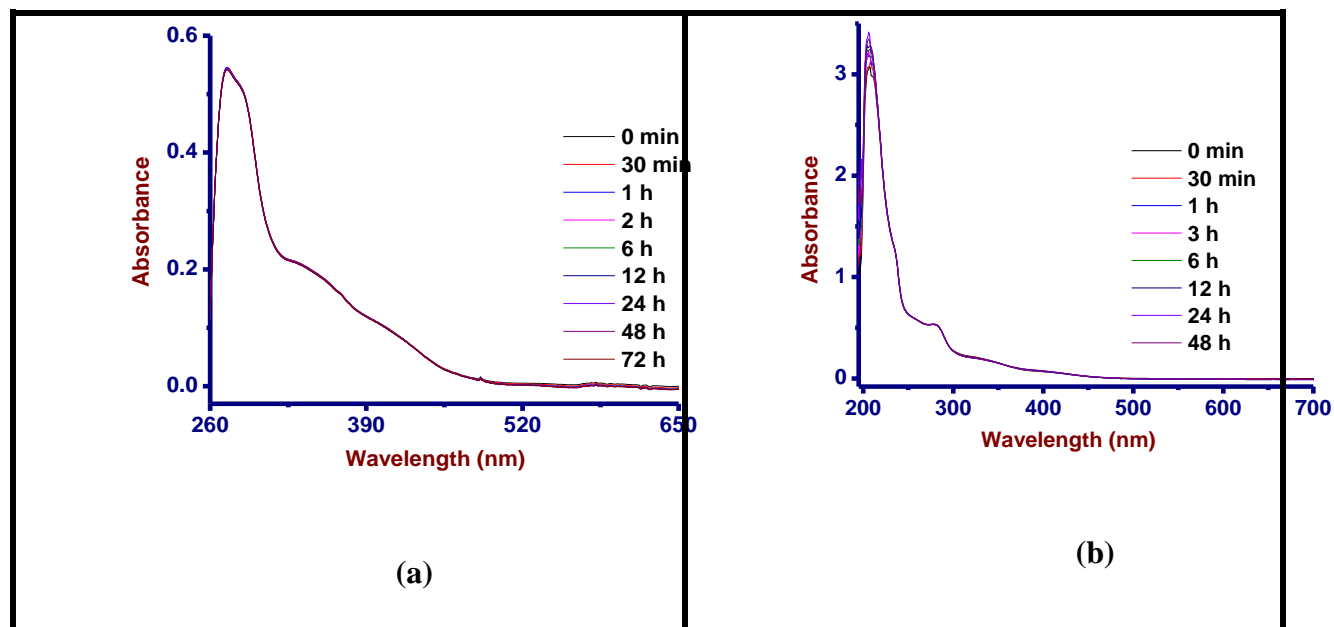 0.6
0.4
0.2
0.0
Absorbance
0 min
30 min
1 h
2 h
6 h
12 h
24 h
48 h
72 h
260 390 520 650
Wavelength (nm)
(a)
3
2
1
0
Absorbance
0 min
30 min
1 h
3 h
6 h
12 h
24 h
48 h
200 300 400 500 600 700
Wavelength (nm)
(b)